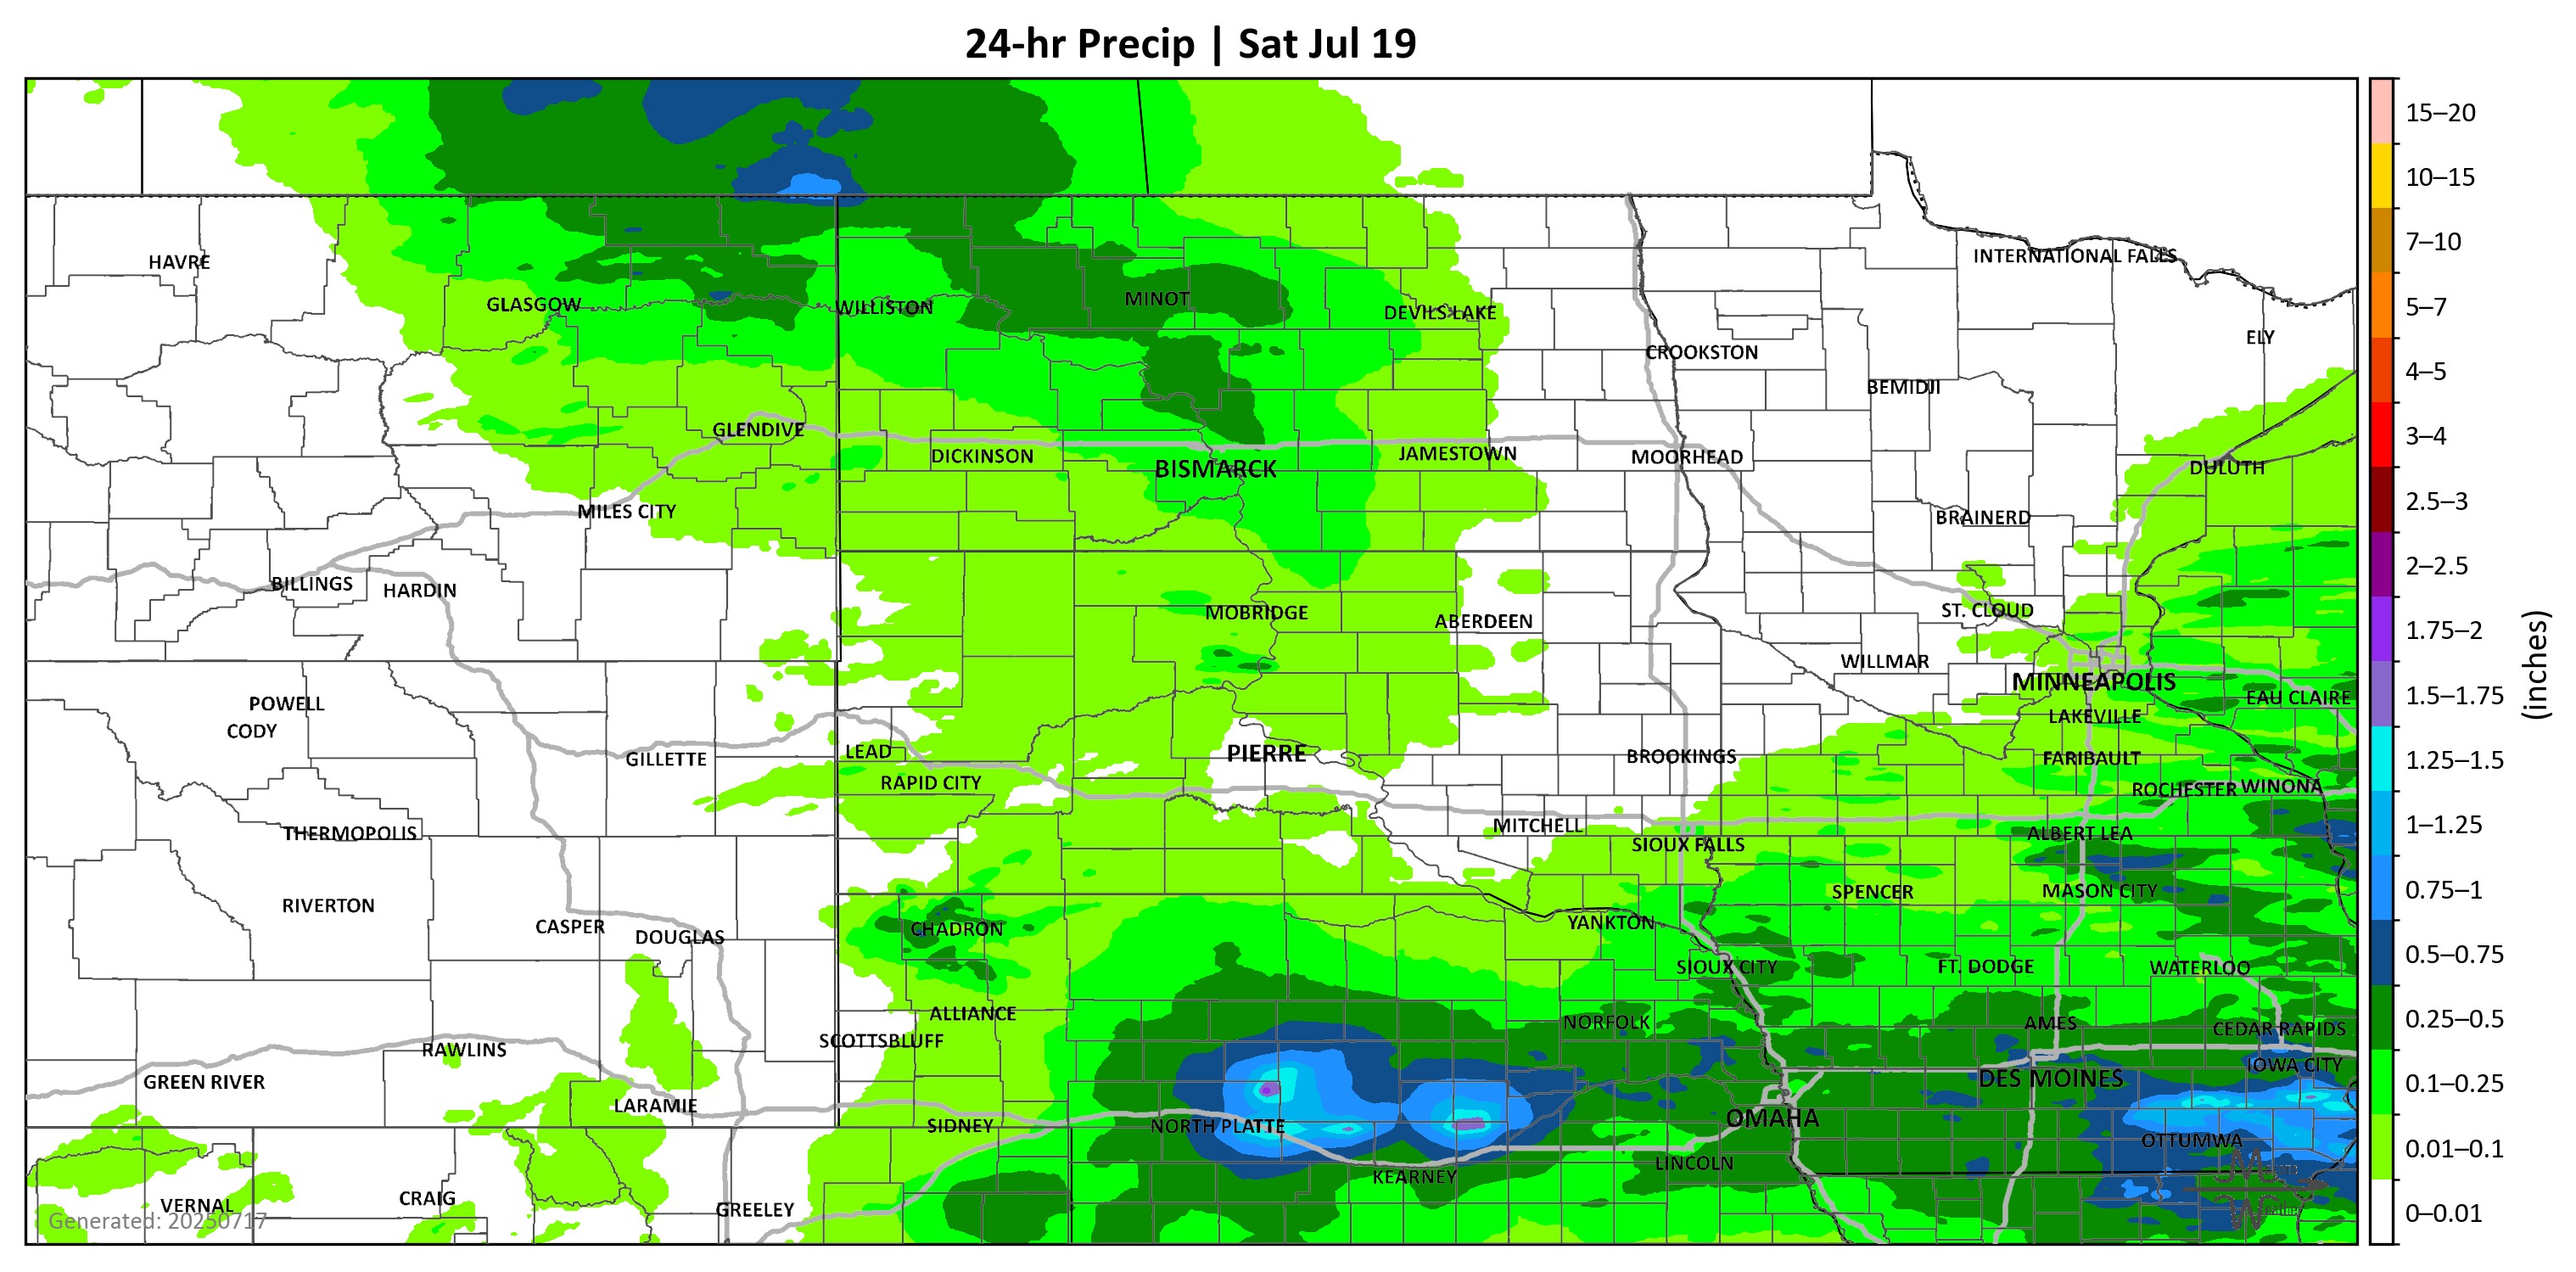 24-hr Precip | Sat Jul 19
15–20
10–15
INTERNATIONAL FALLS
7–10
HAVRE
MINOT
GLASGOW
WILLISTON
DEVILS LAKE
5–7
ELY
CROOKSTON
4–5
BEMIDJI
GLENDIVE
3–4
DICKINSON
JAMESTOWN
MOORHEAD
BISMARCK
DULUTH
2.5–3
MILES CITY
BRAINERD
2–2.5
BILLINGS
HARDIN
ST. CLOUD
MOBRIDGE
ABERDEEN
1.75–2
(inches)
WILLMAR
MINNEAPOLIS
EAU CLAIRE
1.5–1.75
POWELL
LAKEVILLE
CODY
LEAD
PIERRE
BROOKINGS
GILLETTE
FARIBAULT
1.25–1.5
RAPID CITY
ROCHESTER
WINONA
MITCHELL
1–1.25
THERMOPOLIS
ALBERT LEA
SIOUX FALLS
SPENCER
MASON CITY
0.75–1
RIVERTON
YANKTON
CASPER
CHADRON
DOUGLAS
0.5–0.75
SIOUX CITY
FT. DODGE
WATERLOO
ALLIANCE
0.25–0.5
NORFOLK
AMES
CEDAR RAPIDS
SCOTTSBLUFF
RAWLINS
IOWA CITY
GREEN RIVER
DES MOINES
0.1–0.25
LARAMIE
OMAHA
SIDNEY
NORTH PLATTE
OTTUMWA
0.01–0.1
LINCOLN
KEARNEY
CRAIG
VERNAL
GREELEY
0–0.01
Generated: 20250717